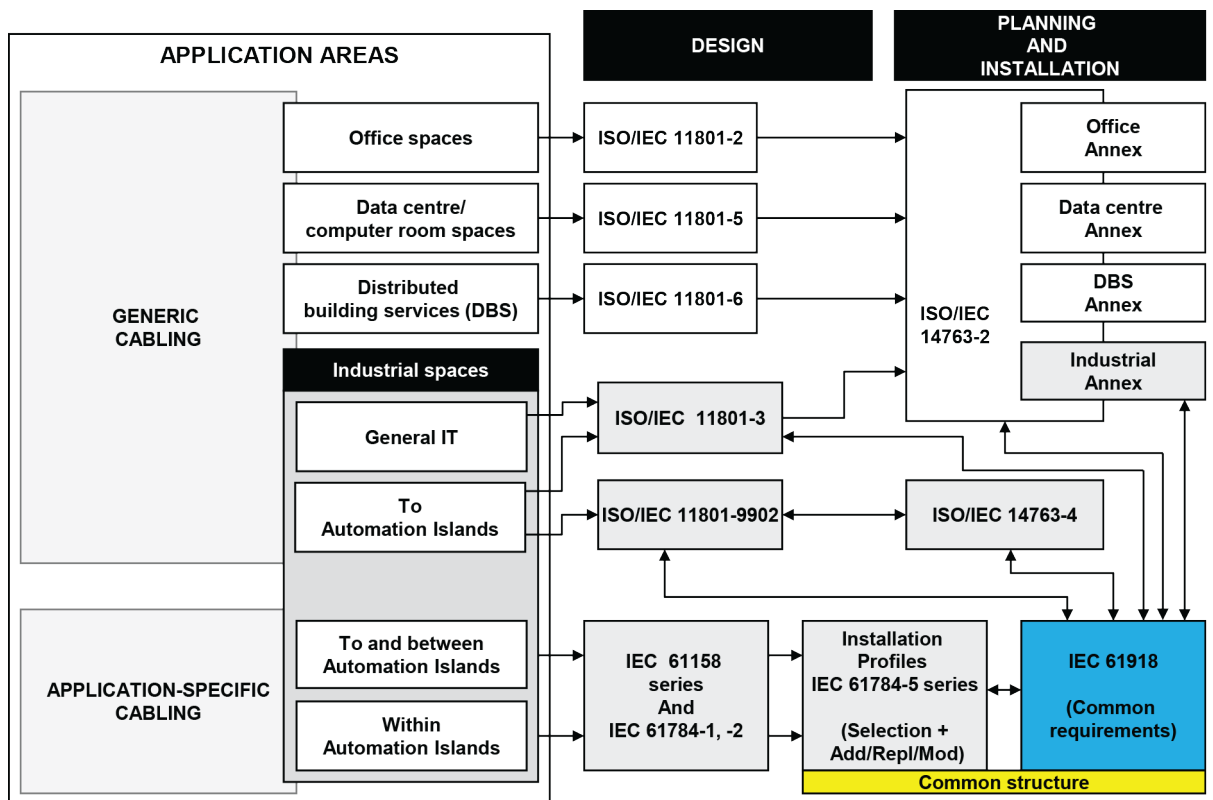 APPLICATION AREAS
DESIGN
PLANNING
AND
INSTALLATION
GENERIC
CABLING
Office spaces
ISO/IEC 11801-2
Office
Annex
Data centre/
computer room spaces
ISO/IEC 11801-5
Data centre
Annex
Distributed
building services (DBS)
ISO/IEC 11801-6
DBS
Annex
ISO/IEC
14763-2
Industrial
Annex
Industrial spaces
General IT
ISO/IEC 11801-3
To
Automation Islands
ISO/IEC 11801-9902
ISO/IEC 14763-4
APPLICATION-SPECIFIC
CABLING
To and between
Automation Islands
Within
Automation Islands
IEC 61158
series
And
IEC 61784-1, -2
Installation
Profiles
IEC 61784-5 series
(Selection +
Add/Repl/Mod)
IEC 61918
(Common
requirements)
Common structure